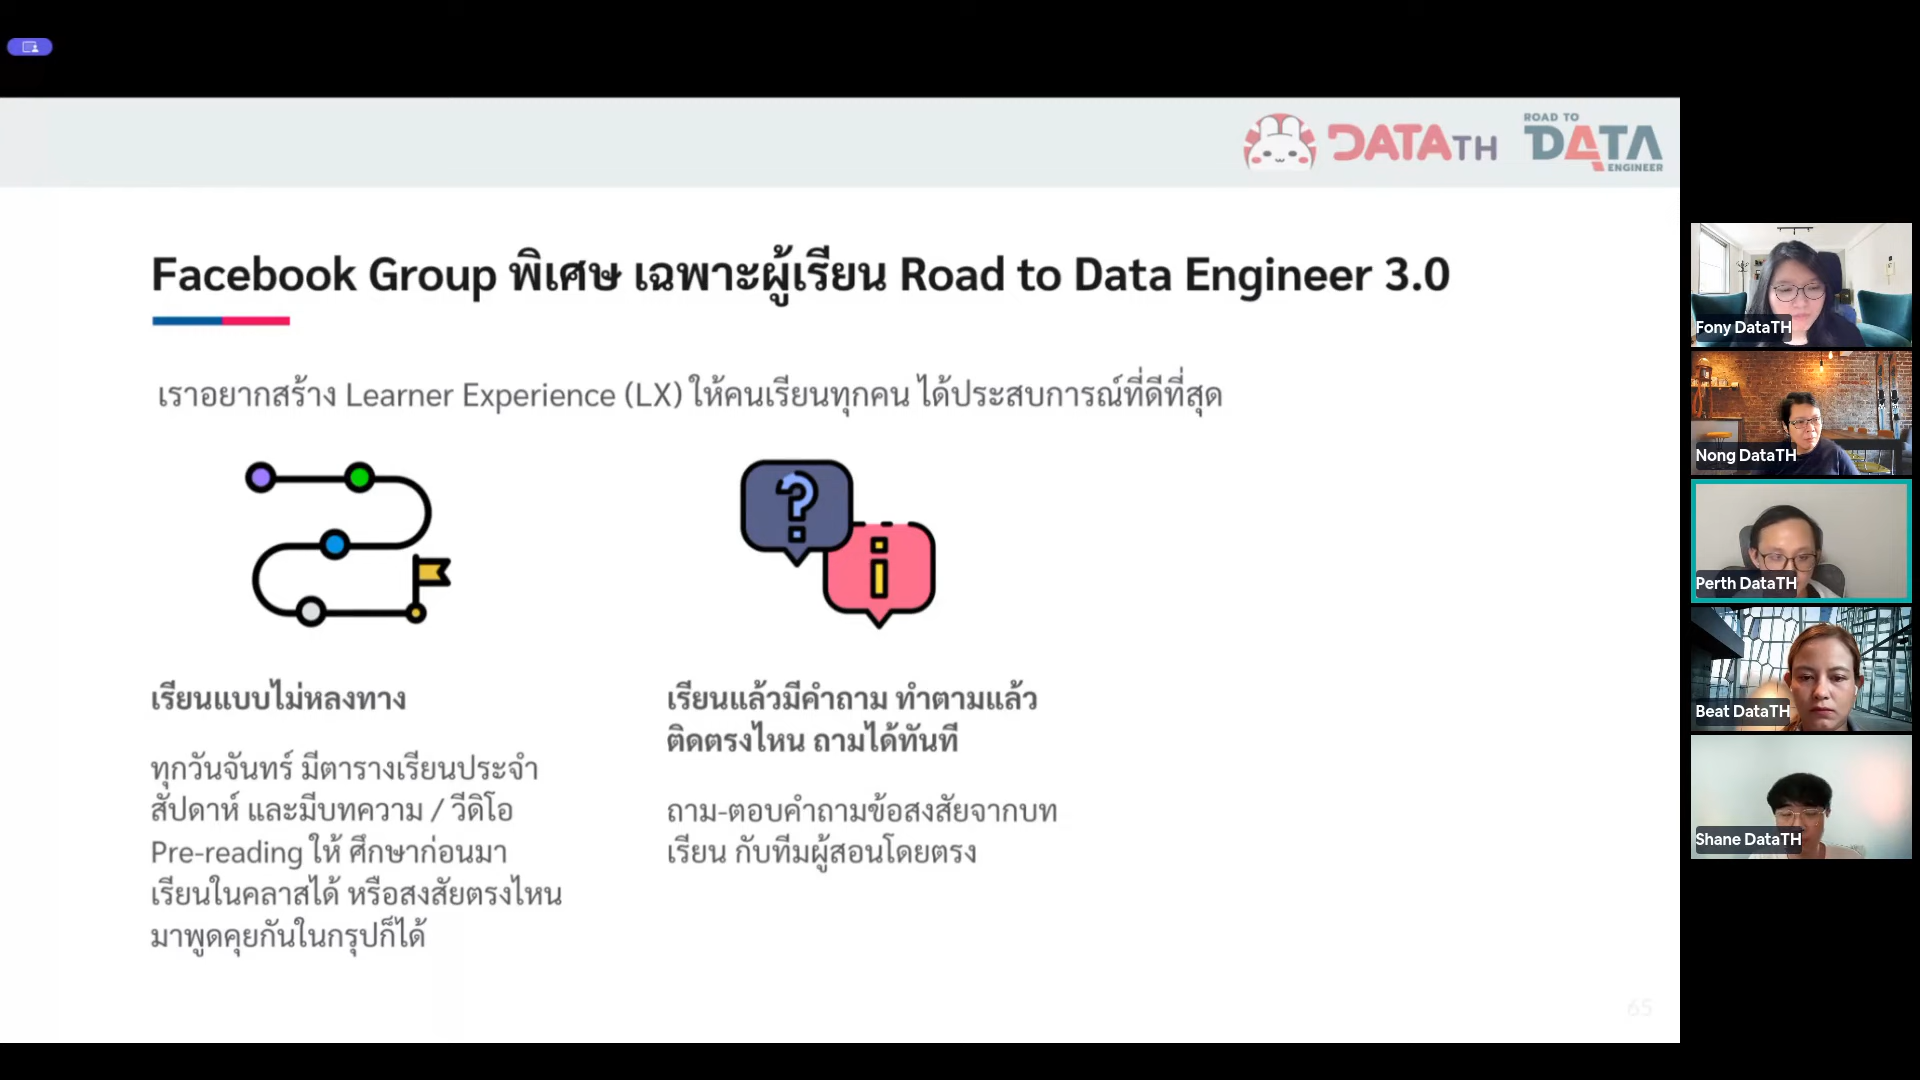 DATATH
ROAD TO
DATA
ENGINEER
Facebook Group พิเศษ เฉพาะผู้เรียน Road to Data Engineer 3.0
เราอยากสร้าง Learner Experience (LX) ให้คนเรียนทุกคน ได้ประสบการณ์ที่ดีที่สุด
เรียนแบบไม่หลงทาง
ทุกวันจันทร์ มีตารางเรียนประจำ
สัปดาห์ และมีบทความ / วีดิโอ
Pre-reading ให้ ศึกษาก่อนมา
เรียนในคลาสได้ หรือสงสัยตรงไหน
มาพูดคุยกันในกรุปก็ได้
? i
เรียนแล้วมีคำถาม ทำตามแล้ว
ติดตรงไหน ถามได้ทันที
ถาม-ตอบคำถามข้อสงสัยจากบท
เรียน กับทีมผู้สอนโดยตรง
65
Fony DataTH
Nong DataTH
Perth DataTH
Beat DataTH
Shane DataTH